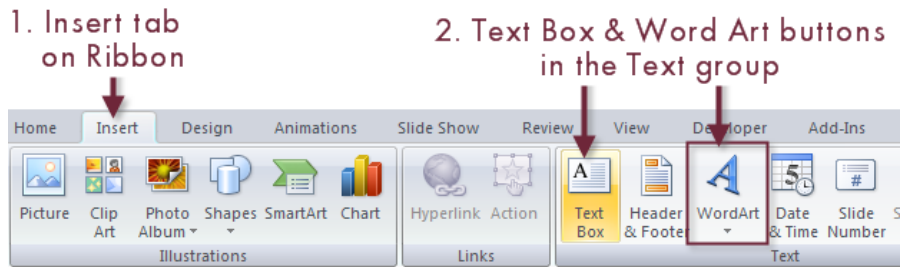 1. Insert tab
on Ribbon
2. Text Box & Word Art buttons
in the Text group
Home Insert Design Animations Slide Show Review View Developer Add-Ins
Picture Clip Photo Shapes SmartArt Chart Hyperlink Action Text Header WordArt Date Slide
Art Album Box & Footer & Time Number
Illustrations Links Text